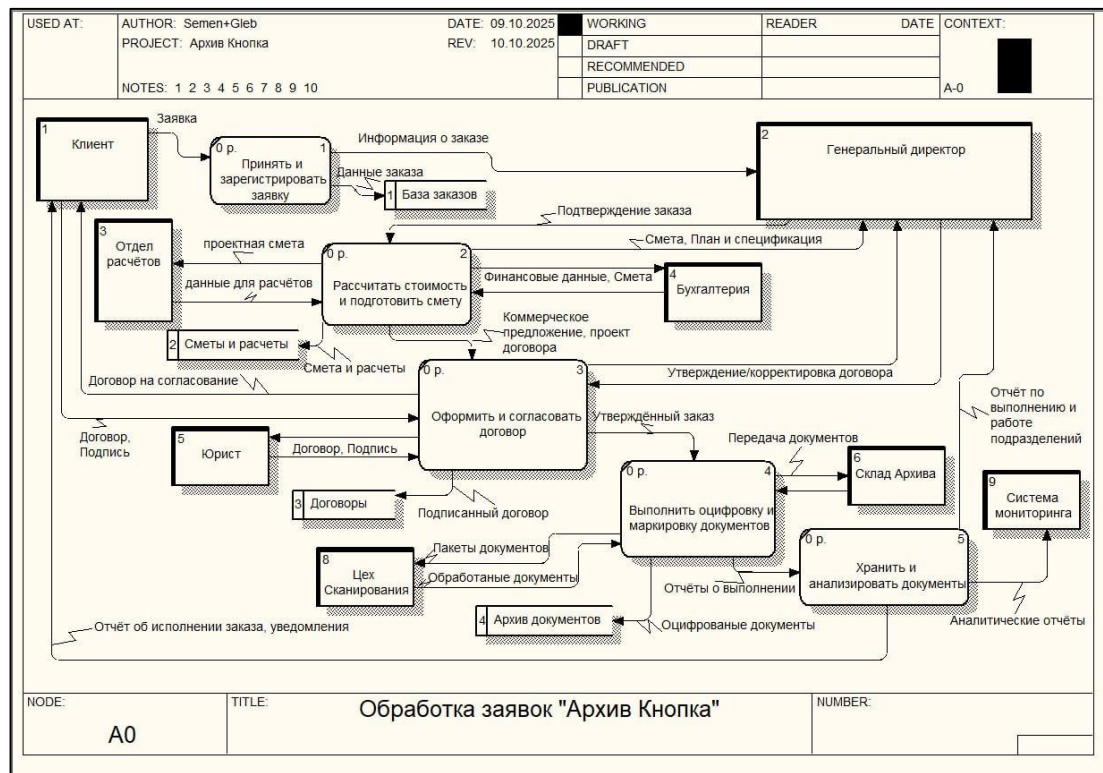 USED AT:
AUTHOR: Semen+Gleb
DATE: 09.10.2025
WORKING
READER
DATE
CONTEXT:
PROJECT: Архив Кнопка
REV: 10.10.2025
DRAFT
RECOMMENDED
NOTES: 1 2 3 4 5 6 7 8 9 10
PUBLICATION
A-0
1
Клиент
Заявка
0 р.
1
Принять и
зарегистрировать
заявку
Информация о заказе
Данные заказа
1 База заказов
2
Генеральный директор
Подтверждение заказа
3
Отдел
расчётов
проектная смета
данные для расчётов
0 р.
2
Рассчитать стоимость
и подготовить смету
Смета, План и спецификация
Финансовые данные, Смета
4
Бухгалтерия
2 Сметы и расчеты
Смета и расчеты
Коммерческое
предложение, проект
договора
Договор на согласование
0 р.
3
Оформить и согласовать
договор
Утверждение/корректировка договора
Утверждённый заказ
Отчёт по
выполнению и
работе
подразделений
Договор,
Подпись
5
Юрист
Договор, Подпись
Передача документов
6
Склад Архива
9
Система
мониторинга
3 Договоры
Подписанный договор
0 р.
4
Выполнить оцифровку и
маркировку документов
Пакеты документов
8
Цех
Сканирования
Обработаные документы
0 р.
5
Хранить и
анализировать документы
Отчёты о выполнении
Аналитические отчёты
4 Архив документов
Оцифрованые документы
Отчёт об исполнении заказа, уведомления
NODE:
TITLE:
NUMBER:
A0
Обработка заявок "Архив Кнопка"